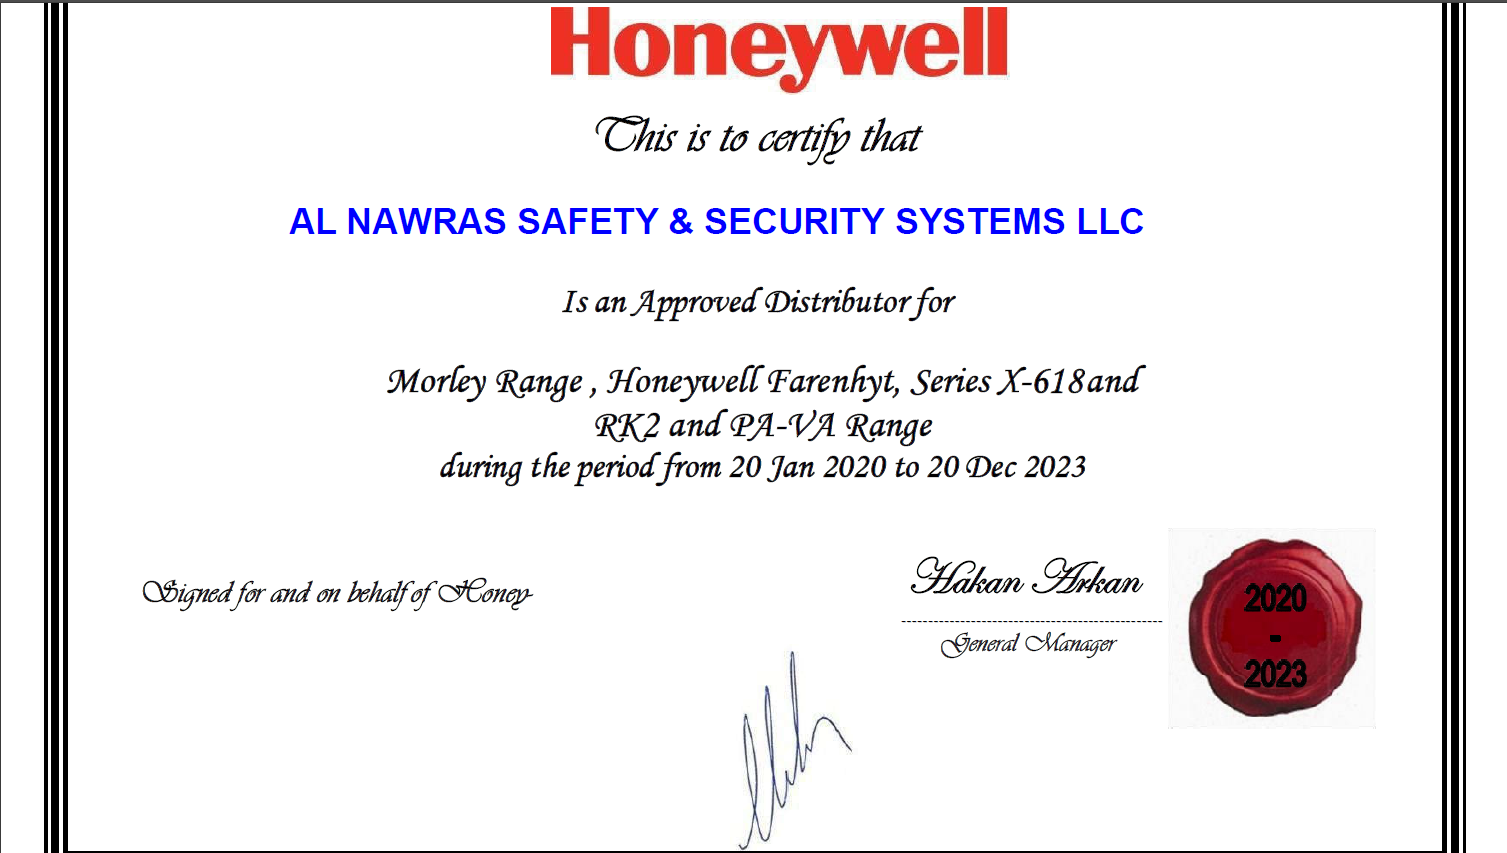 Honeywell
This is to certify that
AL NAWRAS SAFETY & SECURITY SYSTEMS LLC
Is an Approved Distributor for
Morley Range , Honeywell Farenhyt, Series X-618and
RK2 and PA-VA Range
during the period from 20 Jan 2020 to 20 Dec 2023
Signed for and on behalf of Honey
Hakan Arkan
General Manager
2020
-
2023